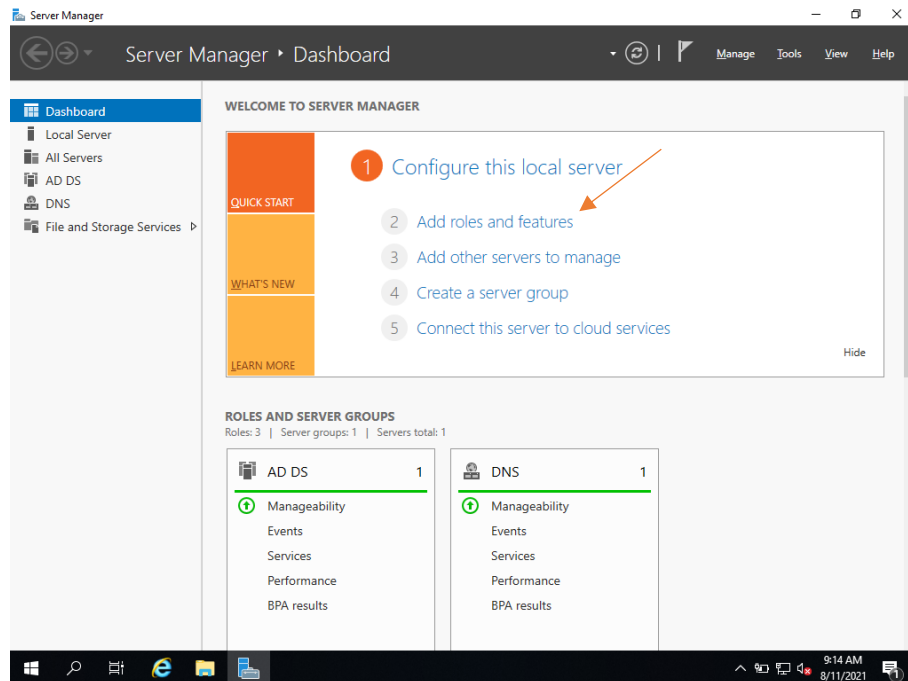 Server Manager
Server Manager ‣ Dashboard
Manage Tools View Help
Dashboard
Local Server
All Servers
AD DS
DNS
File and Storage Services
WELCOME TO SERVER MANAGER
QUICK START
WHAT'S NEW
LEARN MORE
1 Configure this local server
2 Add roles and features
3 Add other servers to manage
4 Create a server group
5 Connect this server to cloud services
Hide
ROLES AND SERVER GROUPS
Roles: 3 | Server groups: 1 | Servers total: 1
AD DS 1
Manageability
Events
Services
Performance
BPA results
DNS 1
Manageability
Events
Services
Performance
BPA results
9:14 AM
8/11/2021
1